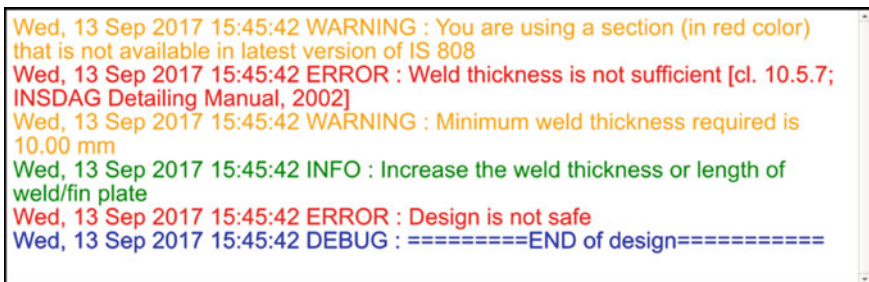 Wed, 13 Sep 2017 15:45:42 WARNING : You are using a section (in red color)
that is not available in latest version of IS 808
Wed, 13 Sep 2017 15:45:42 ERROR : Weld thickness is not sufficient [cl. 10.5.7;
INSDAG Detailing Manual, 2002]
Wed, 13 Sep 2017 15:45:42 WARNING : Minimum weld thickness required is
10.00 mm
Wed, 13 Sep 2017 15:45:42 INFO : Increase the weld thickness or length of
weld/fin plate
Wed, 13 Sep 2017 15:45:42 ERROR : Design is not safe
Wed, 13 Sep 2017 15:45:42 DEBUG : =========END of design===========